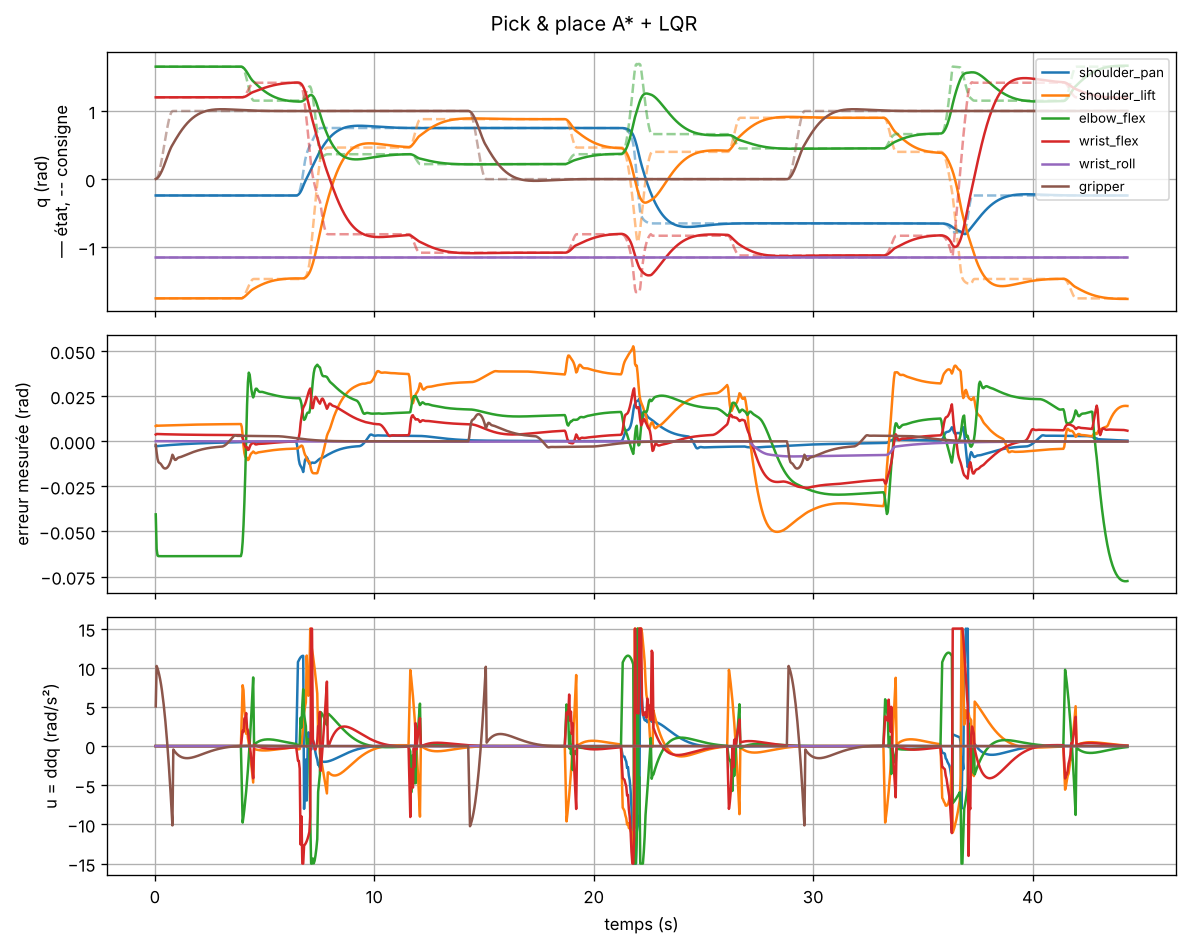 Pick & place A* + LQR
q (rad)
— état, -- consigne
1
0
−1
shoulder_pan
shoulder_lift
elbow_flex
wrist_flex
wrist_roll
gripper
erreur mesurée (rad)
0.050
0.025
0.000
−0.025
−0.050
−0.075
u = ddq (rad/s²)
15
10
5
0
−5
−10
−15
0
10
20
30
40
temps (s)